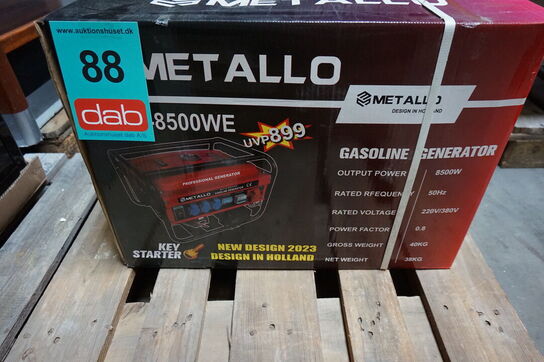 www.auktionshuset.dk
88
dab
Auktionshuset dab A/S
METALLO
8500WE
UVP 899
PROFESSIONAL GENERATOR
METALLO
KEY
STARTER
NEW DESIGN 2023
DESIGN IN HOLLAND
METALLO
DESIGN IN HOLLAND
GASOLINE GENERATOR
OUTPUT POWER 8500W
RATED RFEQUENCY 50Hz
RATED VOLTAGE 220V/380V
POWER FACTOR 0.8
GROSS WEIGHT 40KG
NET WEIGHT 38KG